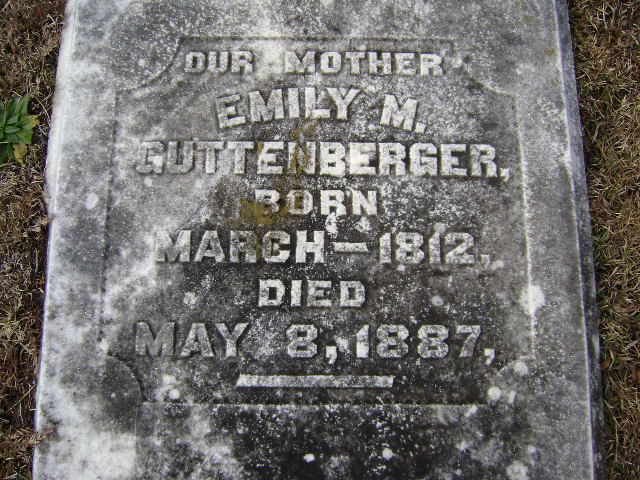 OUR MOTHER
EMILY M.
GUTTENBERGER,
BORN
MARCH — 1812,
DIED
MAY 8, 1887,